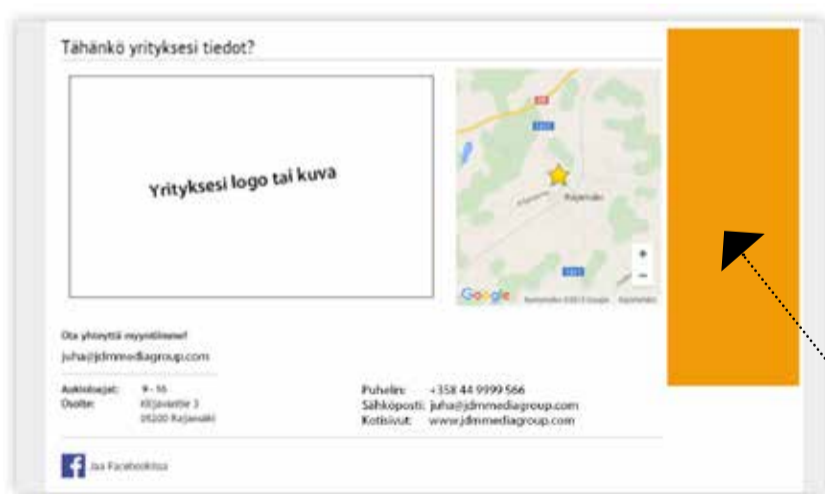 Tähänkö yrityksesi tiedot?
Yrityksesi logo tai kuva
Rajamäki
+
−
Google
Ota yhteyttä myyntiimme!
juha@jdmmediagroup.com
Aukioloajat: 9 - 16
Osoite:
05200 Rajamäki
Puhelin: +358 44 9999 566
Sähköposti: juha@jdmmediagroup.com
Kotisivut: www.jdmmediagroup.com
Jaa Facebookissa